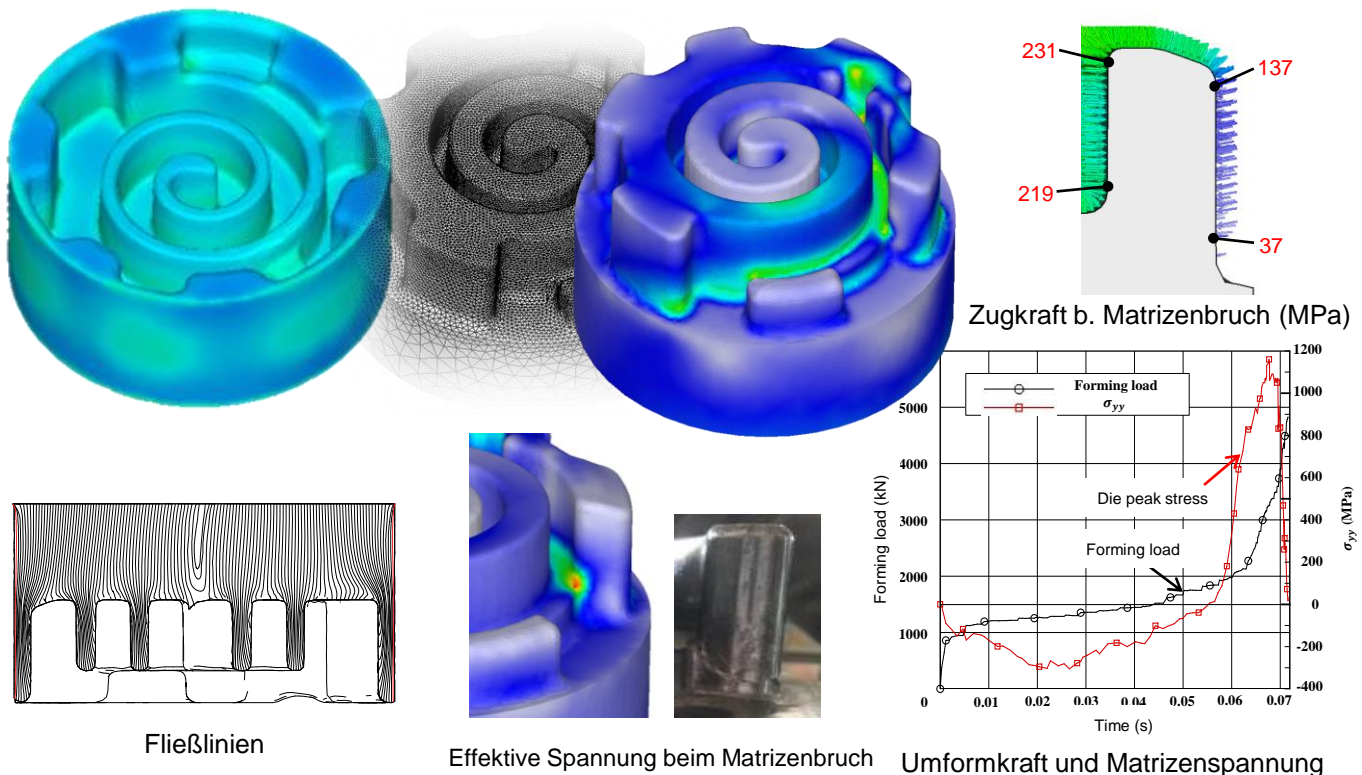 231
137
219
37
Zugkraft b. Matrizenbruch (MPa)
1200
1000
800
600
400
200
0
-200
-400
σyy (MPa)
Forming load
σyy
5000
4000
3000
2000
1000
0
Forming load (kN)
Die peak stress
Forming load
0.01 0.02 0.03 0.04 0.05 0.06 0.07
Time (s)
Fließlinien
Effektive Spannung beim Matrizenbruch
Umformkraft und Matrizenspannung